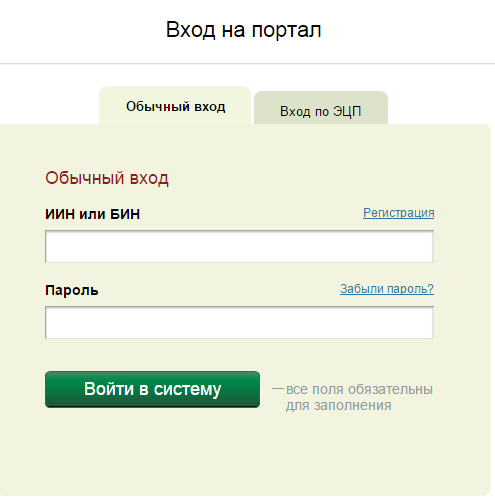 Вход на портал
Обычный вход
Вход по ЭЦП
Обычный вход
ИИН или БИН
Регистрация
Пароль
Забыли пароль?
Войти в систему
—все поля обязательны
для заполнения